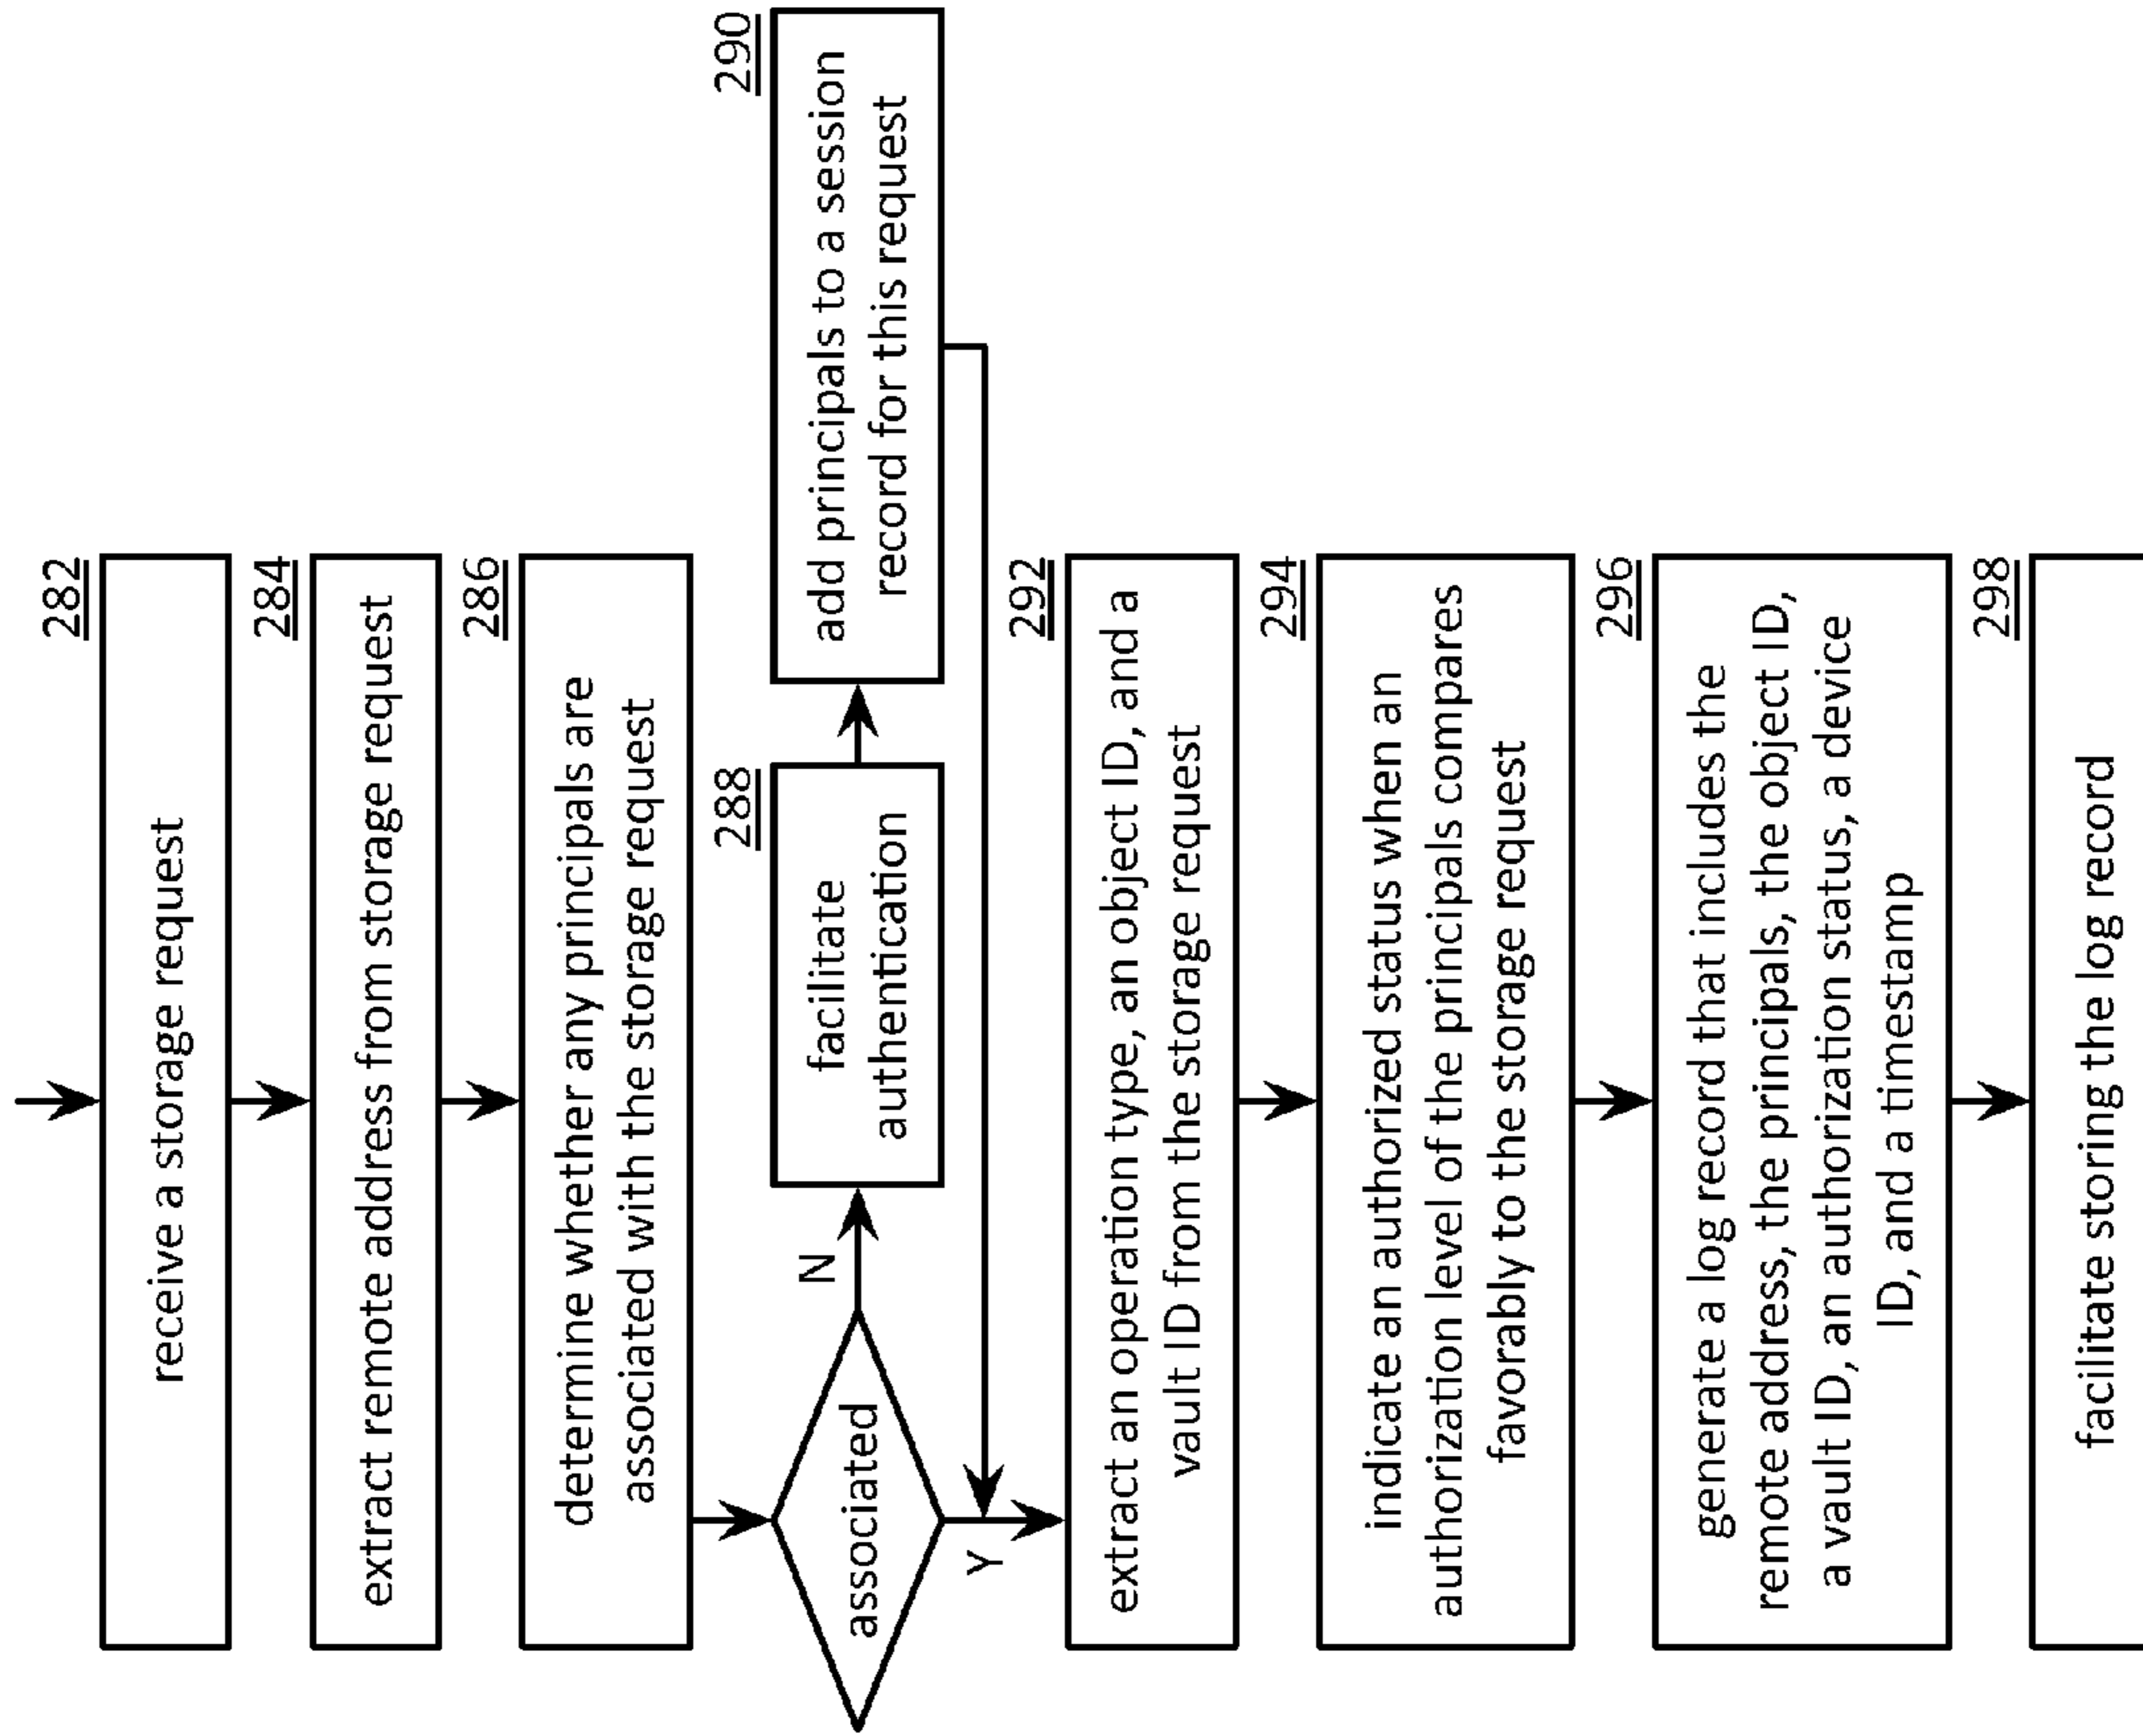 282
receive a storage request
284
extract remote address from storage request
286
determine whether any principals are
associated with the storage request
associated
N
Y
288
facilitate
authentication
290
add principals to a session
record for this request
292
extract an operation type, an object ID, and a
vault ID from the storage request
294
indicate an authorized status when an
authorization level of the principals compares
favorably to the storage request
296
generate a log record that includes the
remote address, the principals, the object ID,
a vault ID, an authorization status, a device
ID, and a timestamp
298
facilitate storing the log record